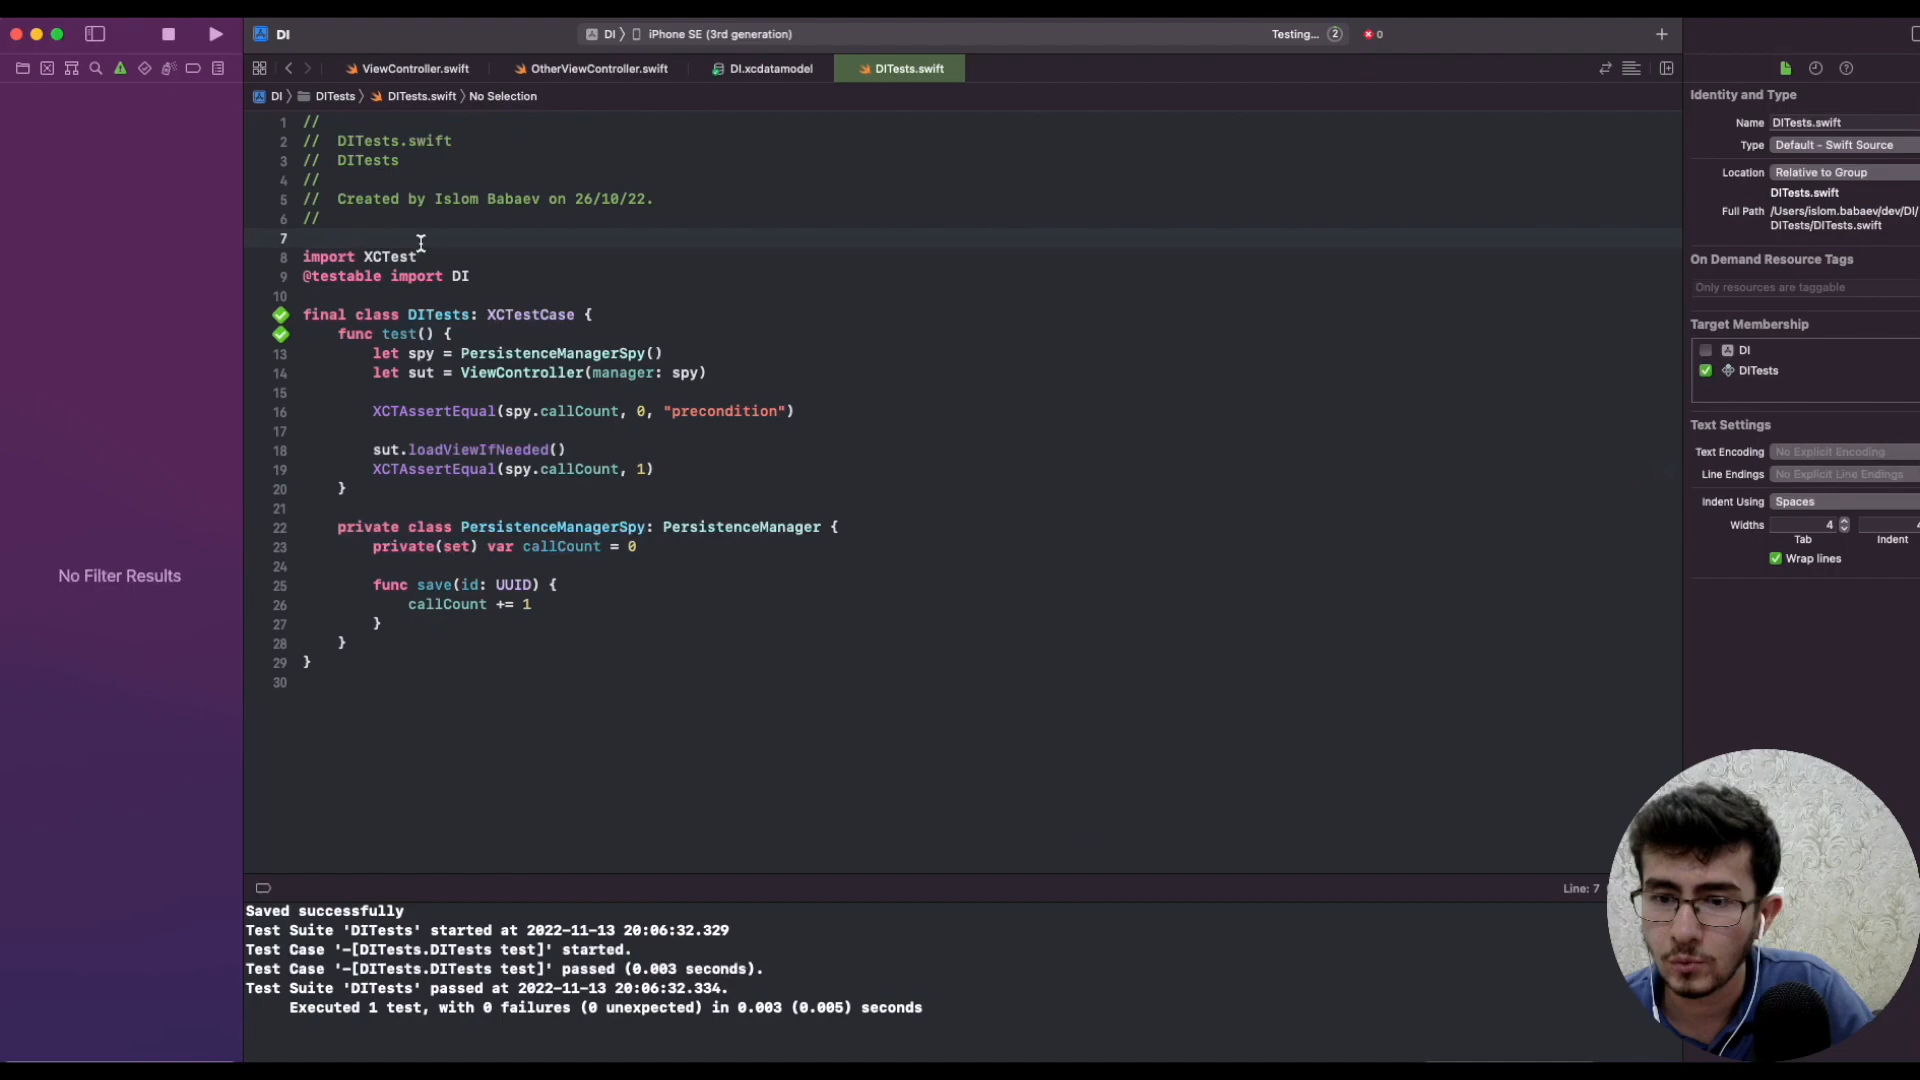 DI
DI 〉 iPhone SE (3rd generation)
Testing... 2 0
ViewController.swift
OtherViewController.swift
DI.xcdatamodel
DITests.swift
DI 〉 DITests 〉 DITests.swift 〉 No Selection
1 //
2 //  DITests.swift
3 //  DITests
4 //
5 //  Created by Islom Babaev on 26/10/22.
6 //
7
8 import XCTest
9 @testable import DI
10
final class DITests: XCTestCase {
    func test() {
13         let spy = PersistenceManagerSpy()
14         let sut = ViewController(manager: spy)
15
16         XCTAssertEqual(spy.callCount, 0, "precondition")
17
18         sut.loadViewIfNeeded()
19         XCTAssertEqual(spy.callCount, 1)
20     }
21
22     private class PersistenceManagerSpy: PersistenceManager {
23         private(set) var callCount = 0
24
25         func save(id: UUID) {
26             callCount += 1
27         }
28     }
29 }
30
No Filter Results
Line: 7
Saved successfully
Test Suite 'DITests' started at 2022-11-13 20:06:32.329
Test Case '-[DITests.DITests test]' started.
Test Case '-[DITests.DITests test]' passed (0.003 seconds).
Test Suite 'DITests' passed at 2022-11-13 20:06:32.334.
     Executed 1 test, with 0 failures (0 unexpected) in 0.003 (0.005) seconds
Identity and Type
Name DITests.swift
Type Default - Swift Source
Location Relative to Group
DITests.swift
Full Path /Users/islom.babaev/dev/DI/
DITests/DITests.swift
On Demand Resource Tags
Only resources are taggable
Target Membership
DI
DITests
Text Settings
Text Encoding No Explicit Encoding
Line Endings No Explicit Line Endings
Indent Using Spaces
Widths 4 4
Tab Indent
Wrap lines